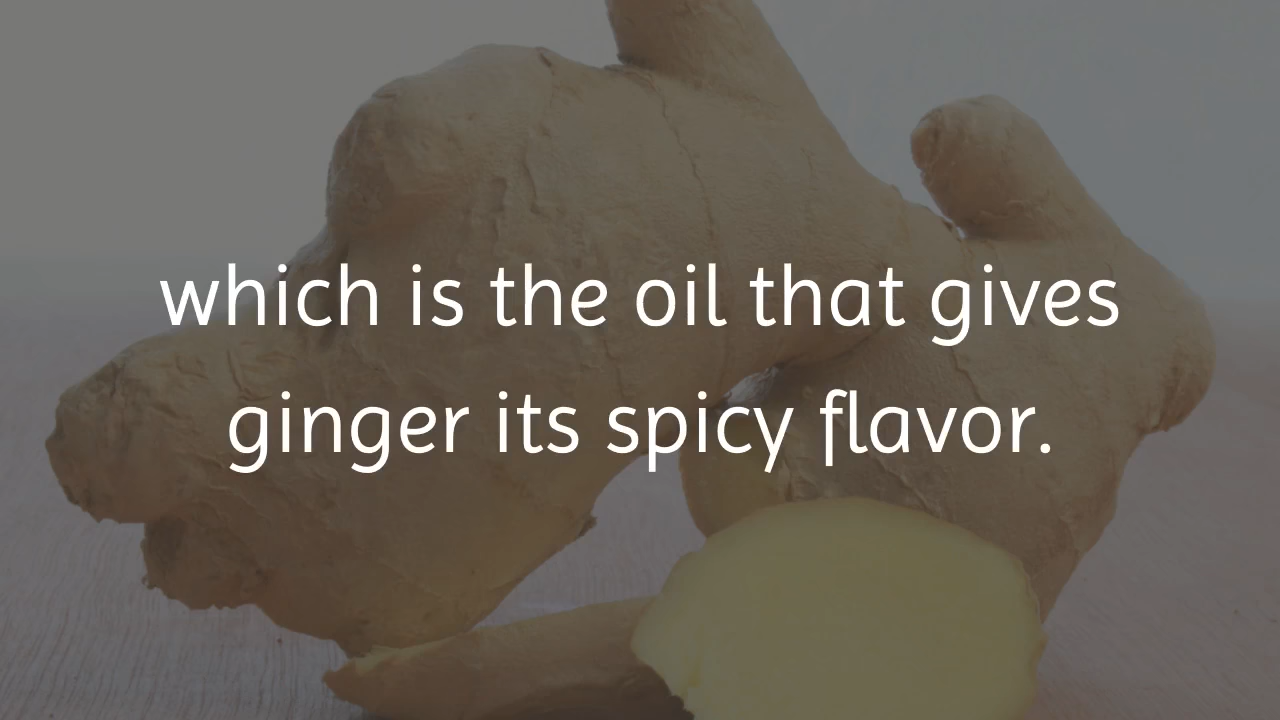 which is the oil that gives
ginger its spicy flavor.